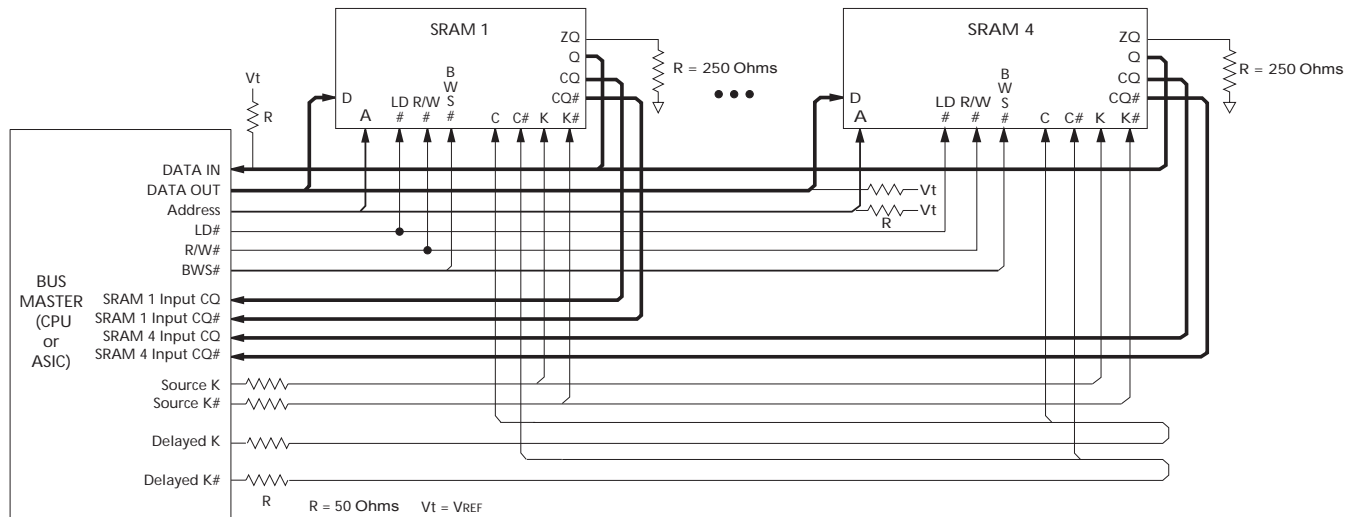 SRAM 1
ZQ
Q
CQ
CQ#
D
A
LD
#
R/W
#
B
W
S
#
C
C#
K
K#
R = 250 Ohms
SRAM 4
ZQ
Q
CQ
CQ#
D
A
LD
#
R/W
#
B
W
S
#
C
C#
K
K#
R = 250 Ohms
Vt
R
Vt
Vt
R
BUS
MASTER
(CPU
or
ASIC)
DATA IN
DATA OUT
Address
LD#
R/W#
BWS#
SRAM 1 Input CQ
SRAM 1 Input CQ#
SRAM 4 Input CQ
SRAM 4 Input CQ#
Source K
Source K#
Delayed K
Delayed K#
R
R = 50 Ohms Vt = VREF